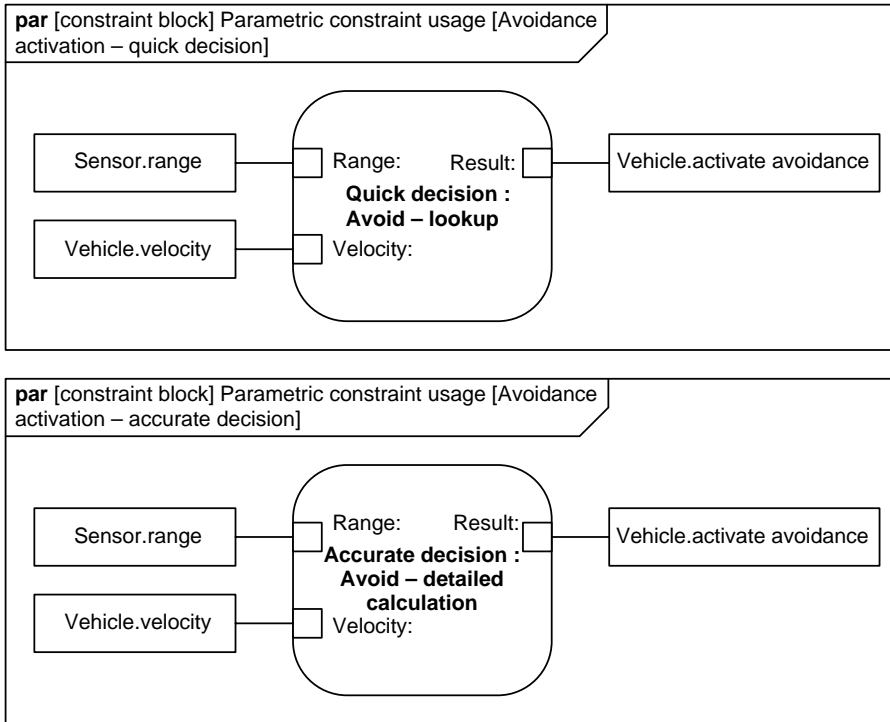 par [constraint block] Parametric constraint usage [Avoidance
activation – quick decision]
Sensor.range
Range:
Result:
Vehicle.activate avoidance
Quick decision :
Avoid – lookup
Vehicle.velocity
Velocity:
par [constraint block] Parametric constraint usage [Avoidance
activation – accurate decision]
Sensor.range
Range:
Result:
Vehicle.activate avoidance
Accurate decision :
Avoid – detailed
calculation
Vehicle.velocity
Velocity: